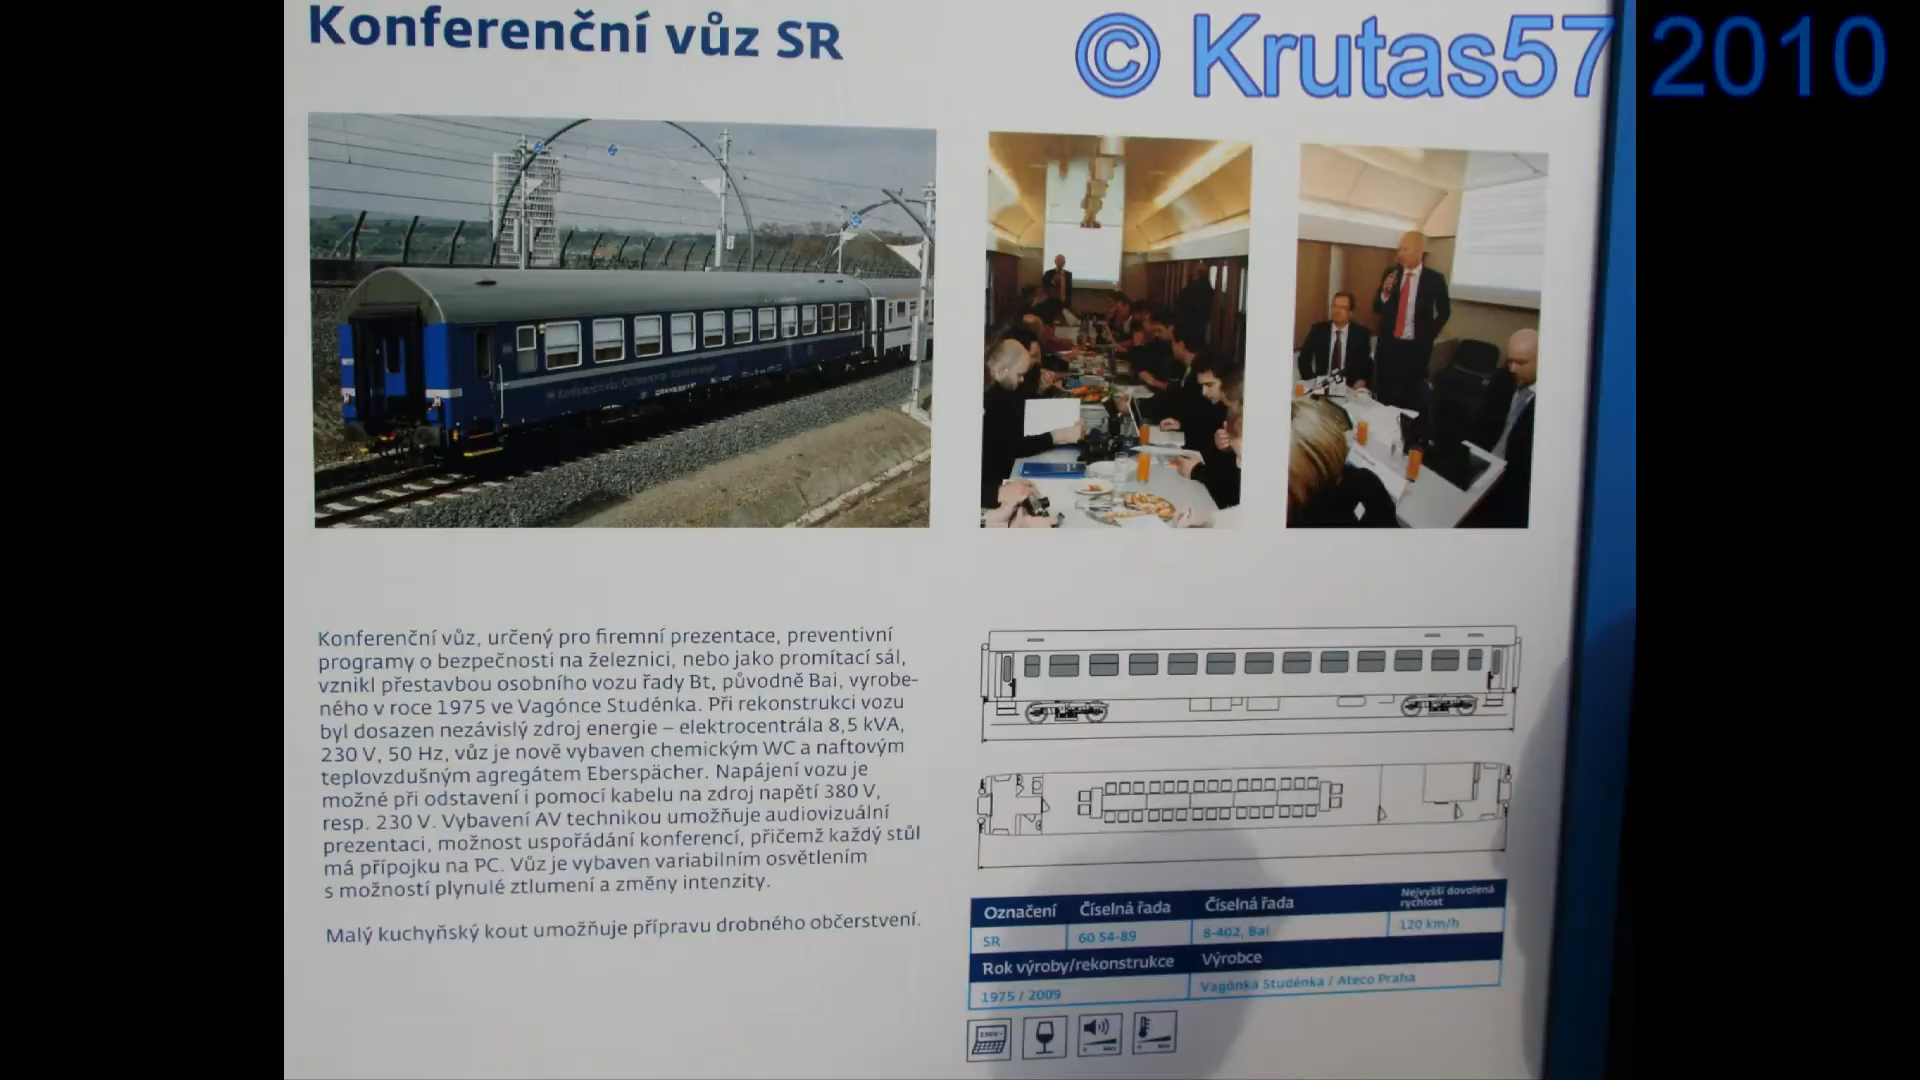 Konferenční vůz SR
© Krutas57 2010
Konferenční vůz, určený pro firemní prezentace, preventivní
programy o bezpečnosti na železnici, nebo jako promítací sál,
vznikl přestavbou osobního vozu řady Bt, původně Bai, vyrobe-
ného v roce 1975 ve Vagónce Studénka. Při rekonstrukci vozu
byl dosazen nezávislý zdroj energie – elektrocentrála 8,5 kVA,
230 V, 50 Hz, vůz je nově vybaven chemickým WC a naftovým
teplovzdušným agregátem Eberspächer. Napájení vozu je
možné při odstavení i pomocí kabelu na zdroj napětí 380 V,
resp. 230 V. Vybavení AV technikou umožňuje audiovizuální
prezentaci, možnost uspořádání konferencí, přičemž každý stůl
má přípojku na PC. Vůz je vybaven variabilním osvětlením
s možností plynulé ztlumení a změny intenzity.
Malý kuchyňský kout umožňuje přípravu drobného občerstvení.
Označení Číselná řada Číselná řada Nejvyšší dovolená rychlost
SR 60 54-89 8-402, Bai 120 km/h
Rok výroby/rekonstrukce Výrobce
1975 / 2009 Vagónka Studénka / Ateco Praha